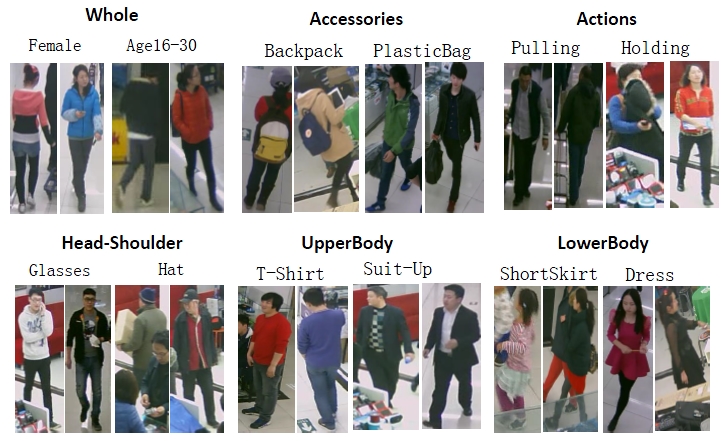 Whole
Accessories
Actions
Female Age16-30
Backpack PlasticBag
Pulling Holding
Head-Shoulder
UpperBody
LowerBody
Glasses Hat
T-Shirt Suit-Up
ShortSkirt Dress